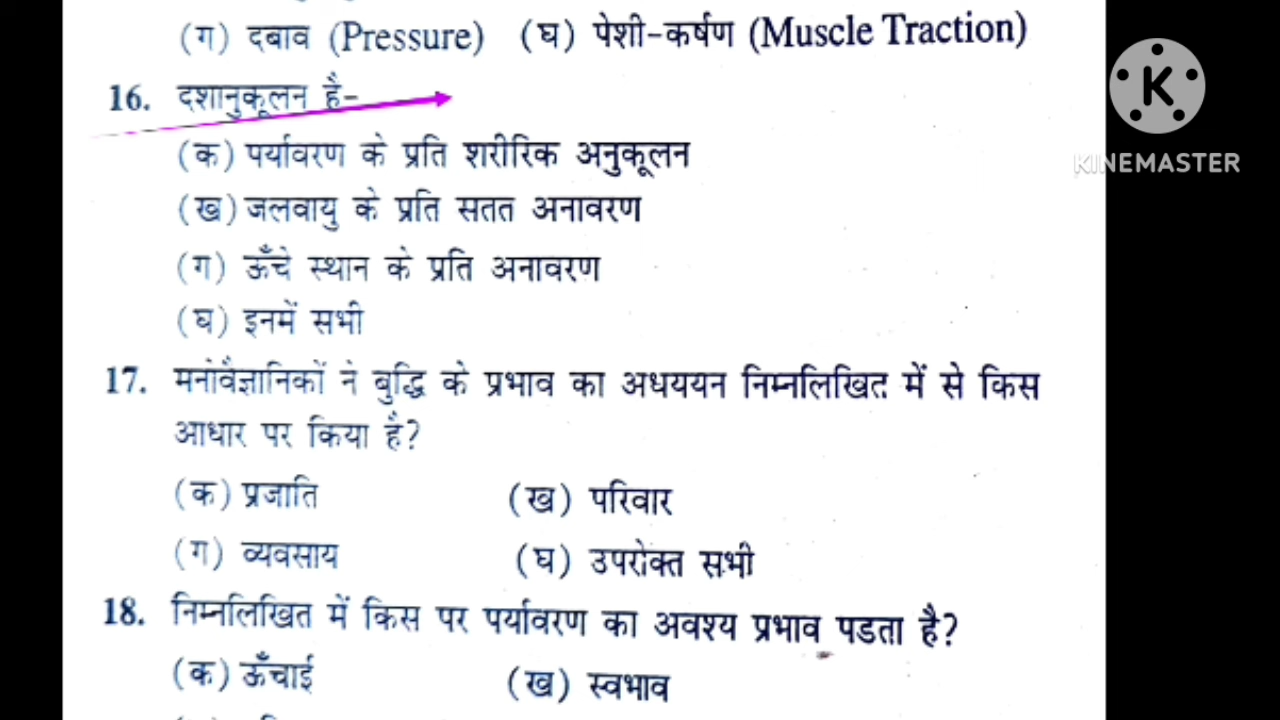 (ग) दबाव (Pressure) (घ) पेशी-कर्षण (Muscle Traction)
16. दशानुकूलन है-
(क) पर्यावरण के प्रति शरीरिक अनुकूलन
(ख) जलवायु के प्रति सतत अनावरण
(ग) ऊँचे स्थान के प्रति अनावरण
(घ) इनमें सभी
17. मनोवैज्ञानिकों ने बुद्धि के प्रभाव का अधययन निम्नलिखित में से किस
आधार पर किया है?
(क) प्रजाति (ख) परिवार
(ग) व्यवसाय (घ) उपरोक्त सभी
18. निम्नलिखित में किस पर पर्यावरण का अवश्य प्रभाव पडता है?
(क) ऊँचाई (ख) स्वभाव
K
KINEMASTER